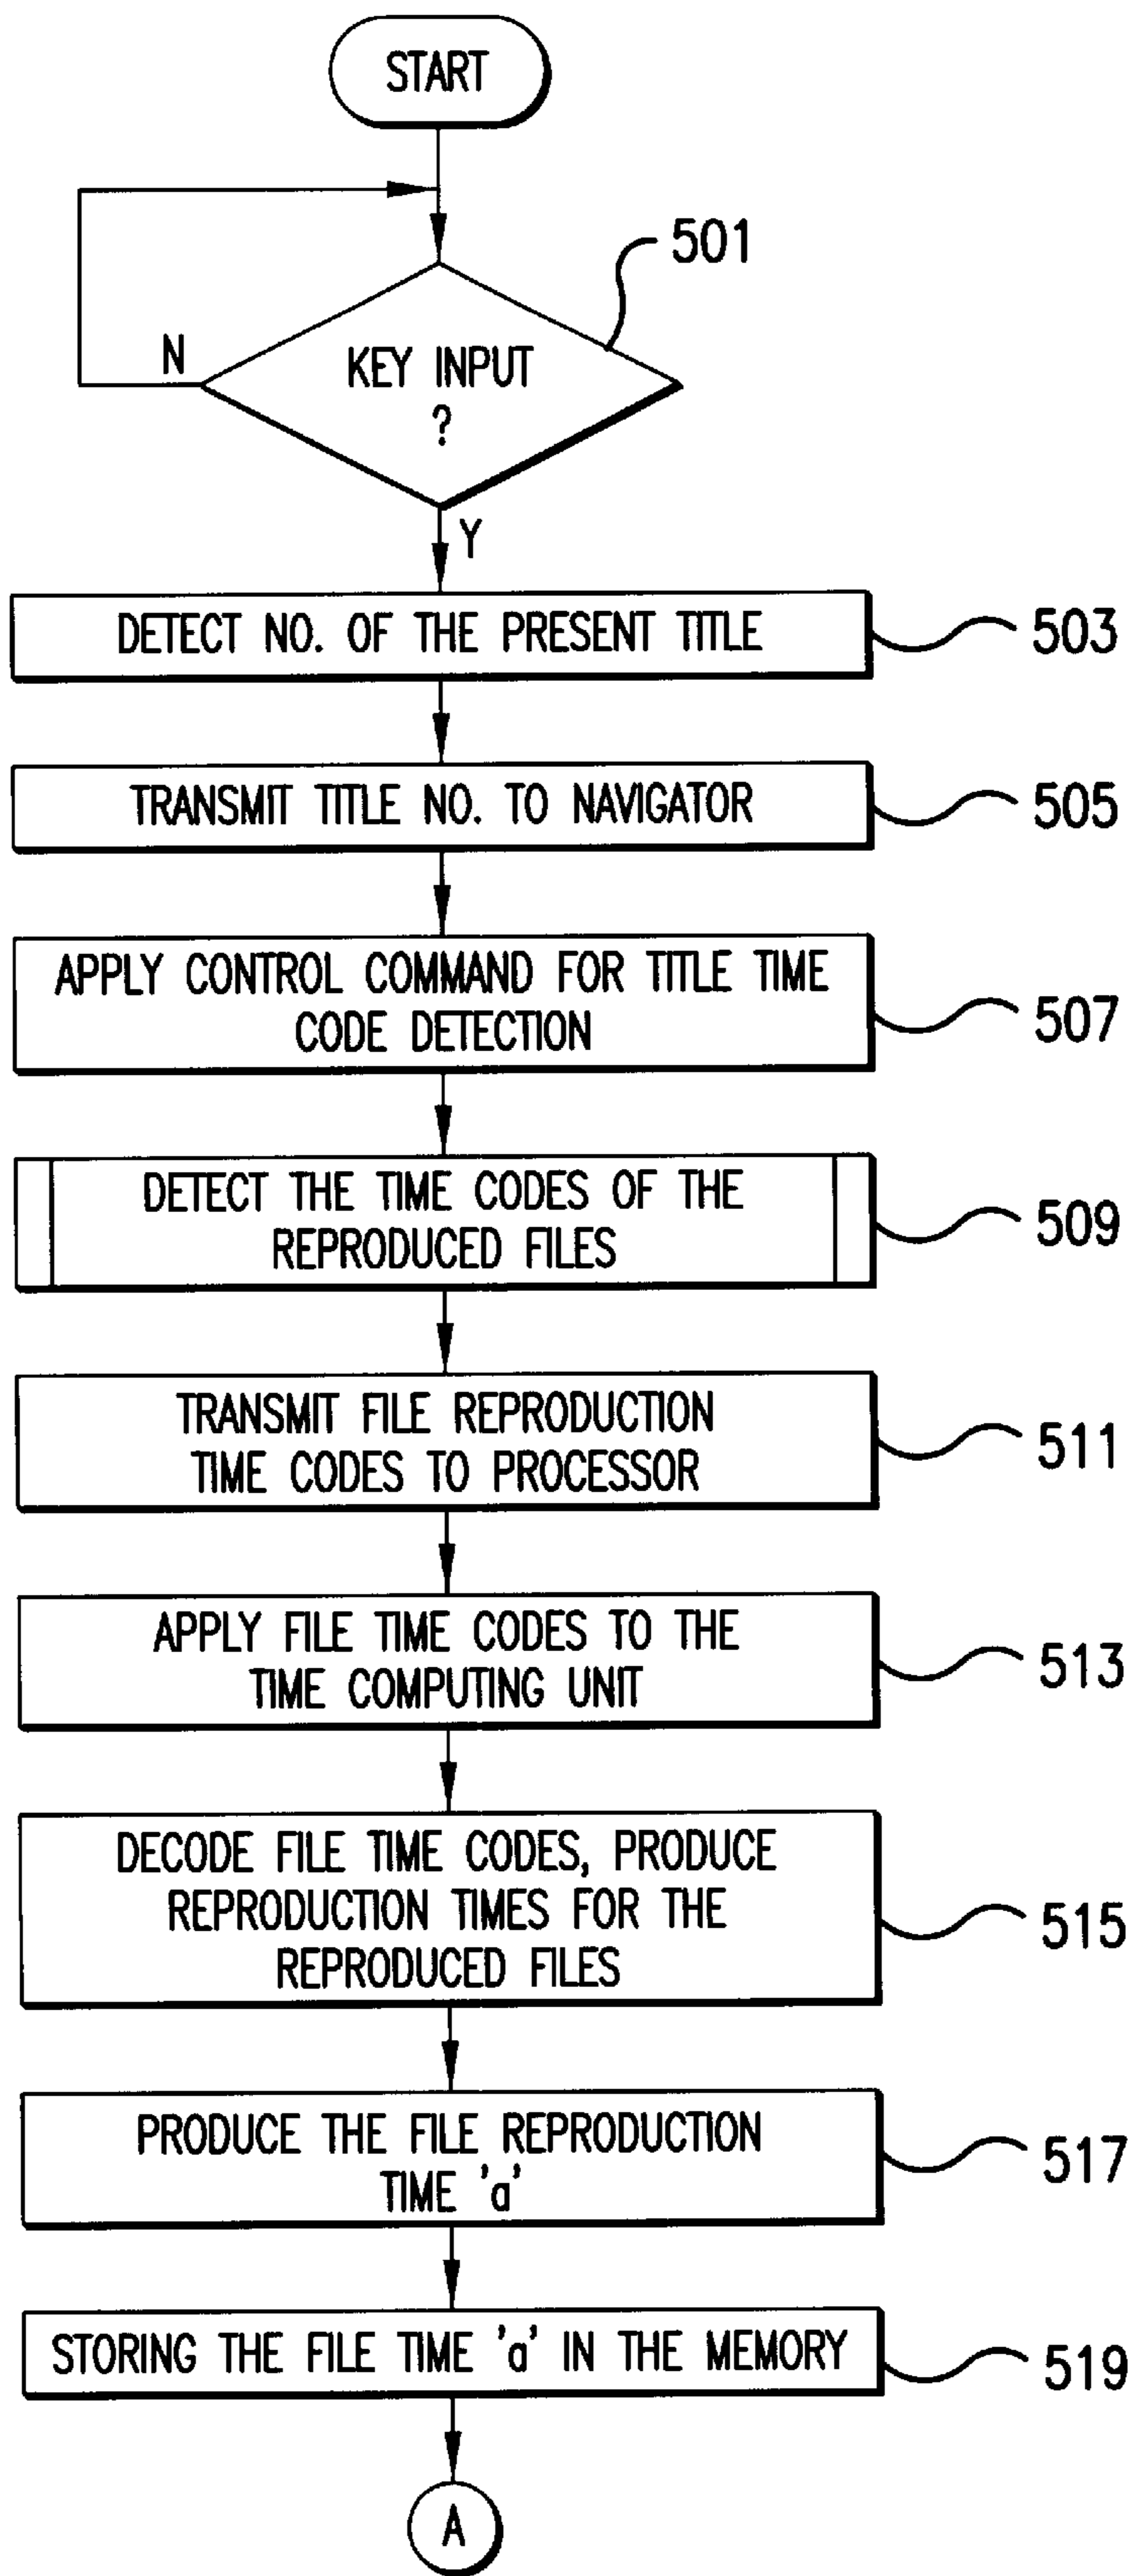 START
501
KEY INPUT
?
N
Y
DETECT NO. OF THE PRESENT TITLE
503
TRANSMIT TITLE NO. TO NAVIGATOR
505
APPLY CONTROL COMMAND FOR TITLE TIME
CODE DETECTION
507
DETECT THE TIME CODES OF THE
REPRODUCED FILES
509
TRANSMIT FILE REPRODUCTION
TIME CODES TO PROCESSOR
511
APPLY FILE TIME CODES TO THE
TIME COMPUTING UNIT
513
DECODE FILE TIME CODES, PRODUCE
REPRODUCTION TIMES FOR THE
REPRODUCED FILES
515
PRODUCE THE FILE REPRODUCTION
TIME 'a'
517
STORING THE FILE TIME 'a' IN THE MEMORY
519
A